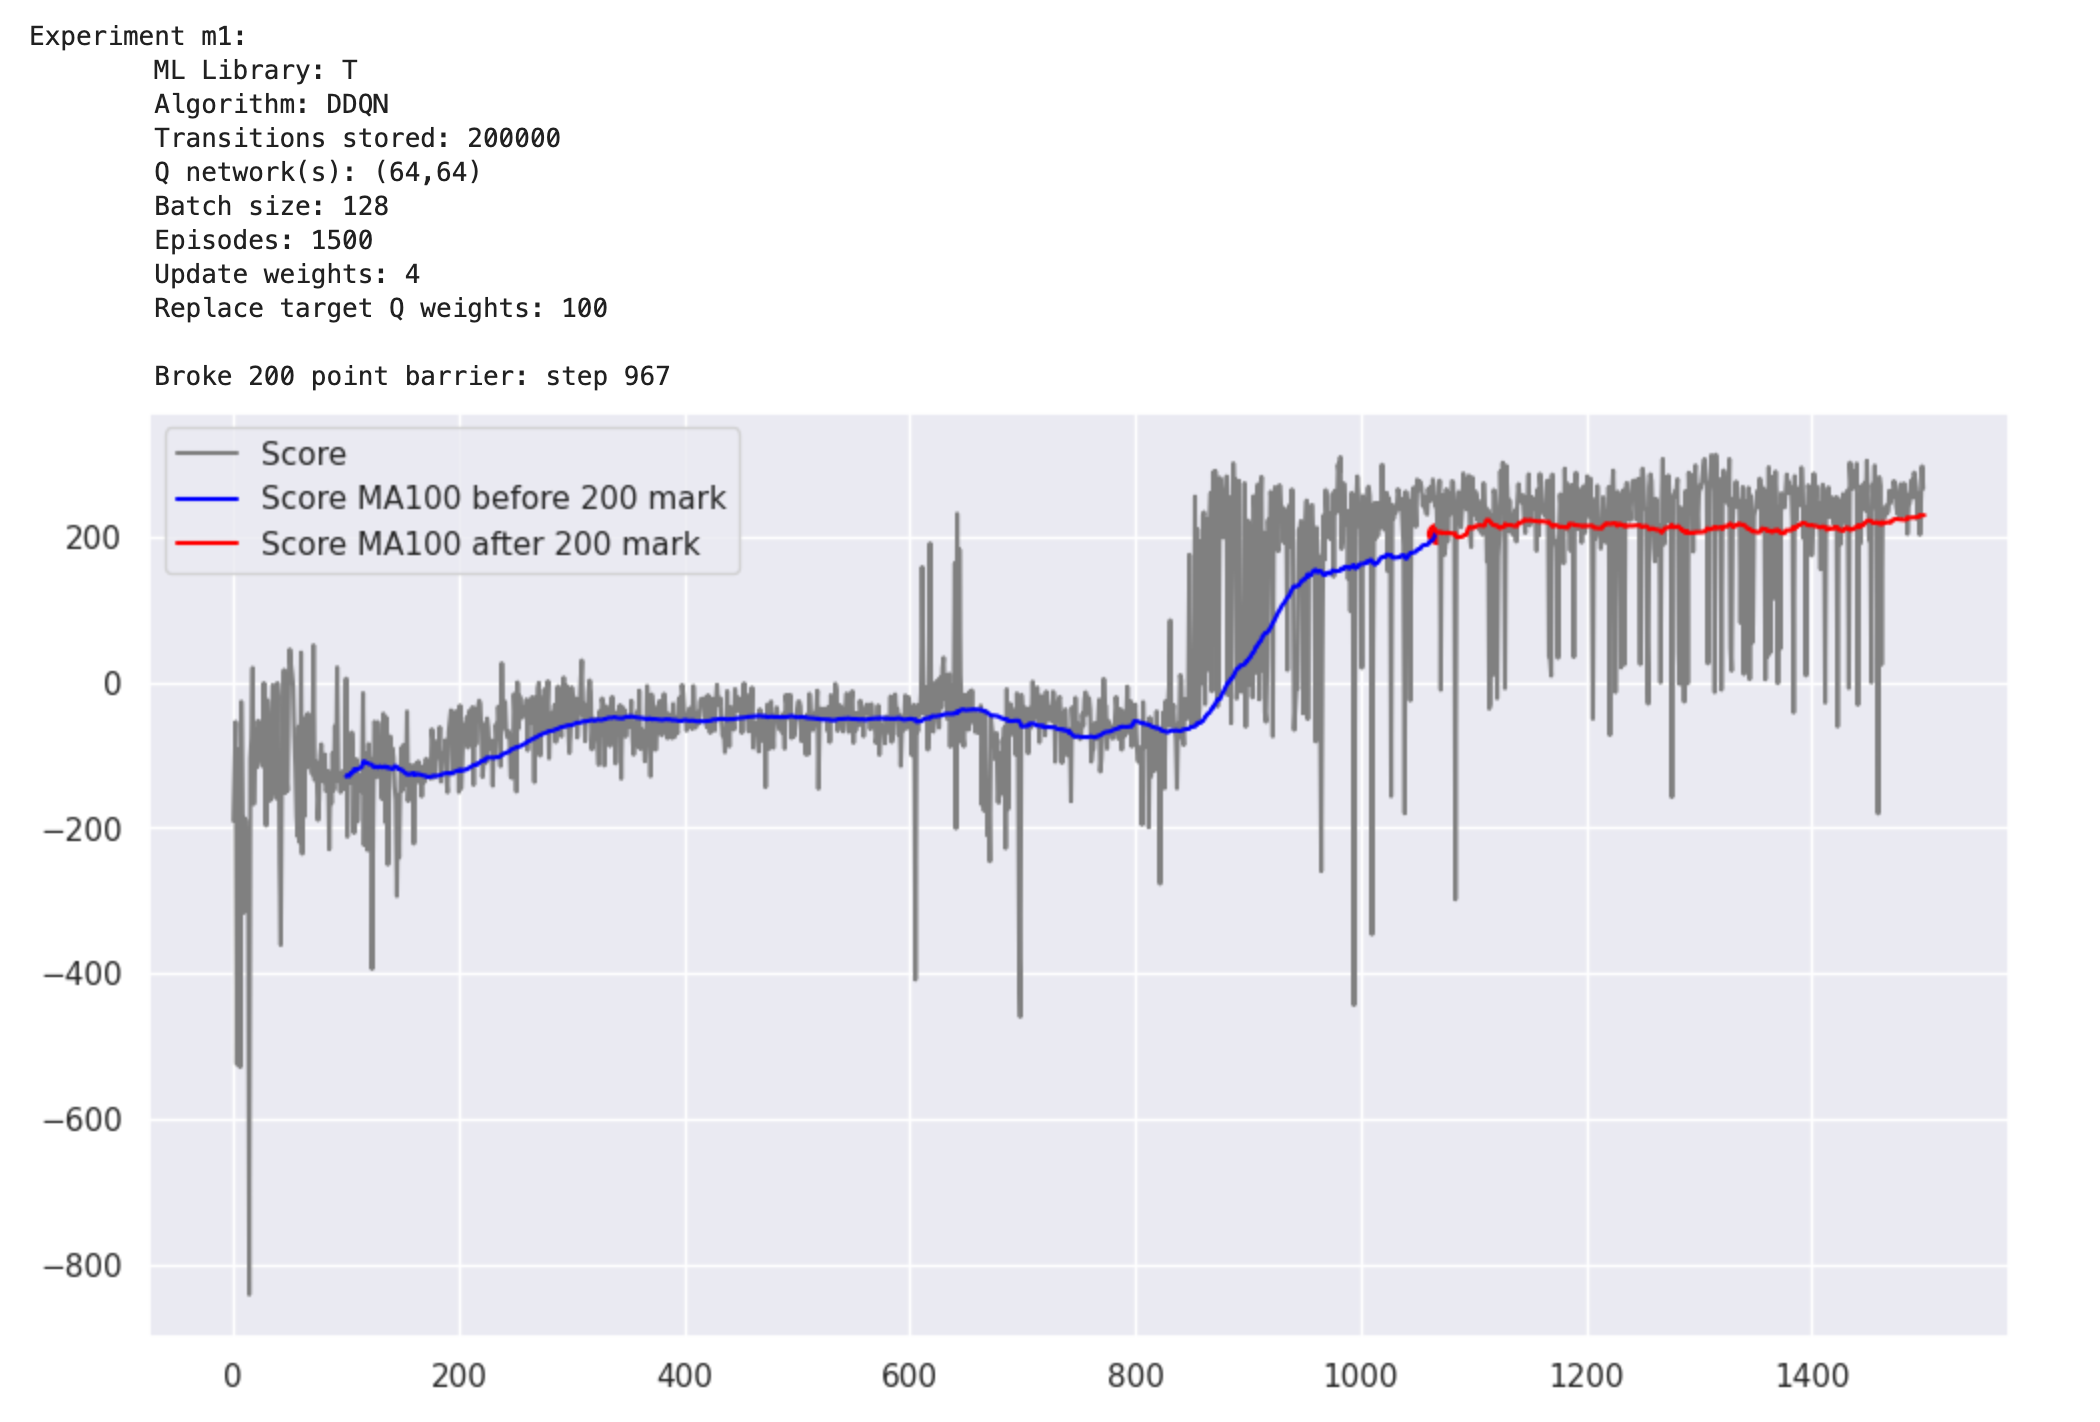 Experiment m1:
ML Library: T
Algorithm: DDQN
Transitions stored: 200000
Q network(s): (64,64)
Batch size: 128
Episodes: 1500
Update weights: 4
Replace target Q weights: 100
Broke 200 point barrier: step 967
Score
Score MA100 before 200 mark
Score MA100 after 200 mark
200
0
−200
−400
−600
−800
0 200 400 600 800 1000 1200 1400